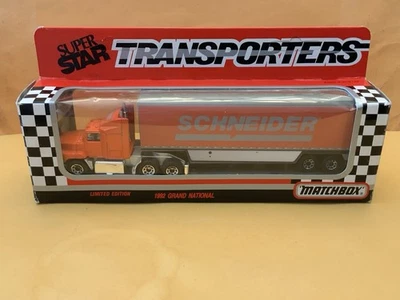 SUPER
STAR
TRANSPORTERS
SCHNEIDER
LIMITED EDITION
1992 GRAND NATIONAL
MATCHBOX